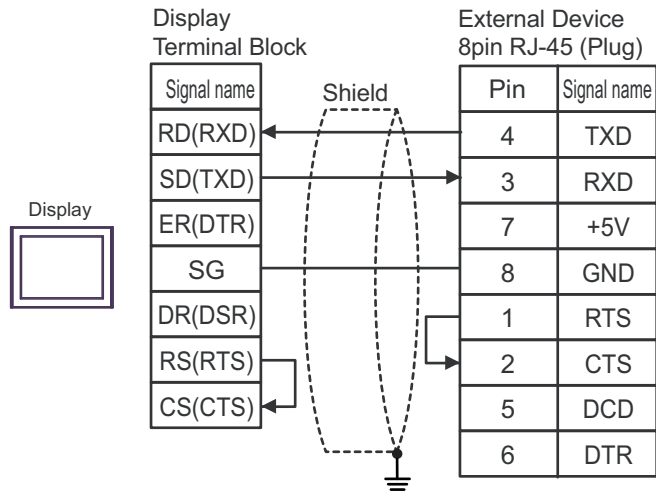 Display
Terminal Block
External Device
8pin RJ-45 (Plug)
Signal name
Shield
Pin Signal name
RD(RXD) 4 TXD
SD(TXD) 3 RXD
Display
ER(DTR) 7 +5V
SG 8 GND
DR(DSR) 1 RTS
RS(RTS) 2 CTS
CS(CTS) 5 DCD
6 DTR